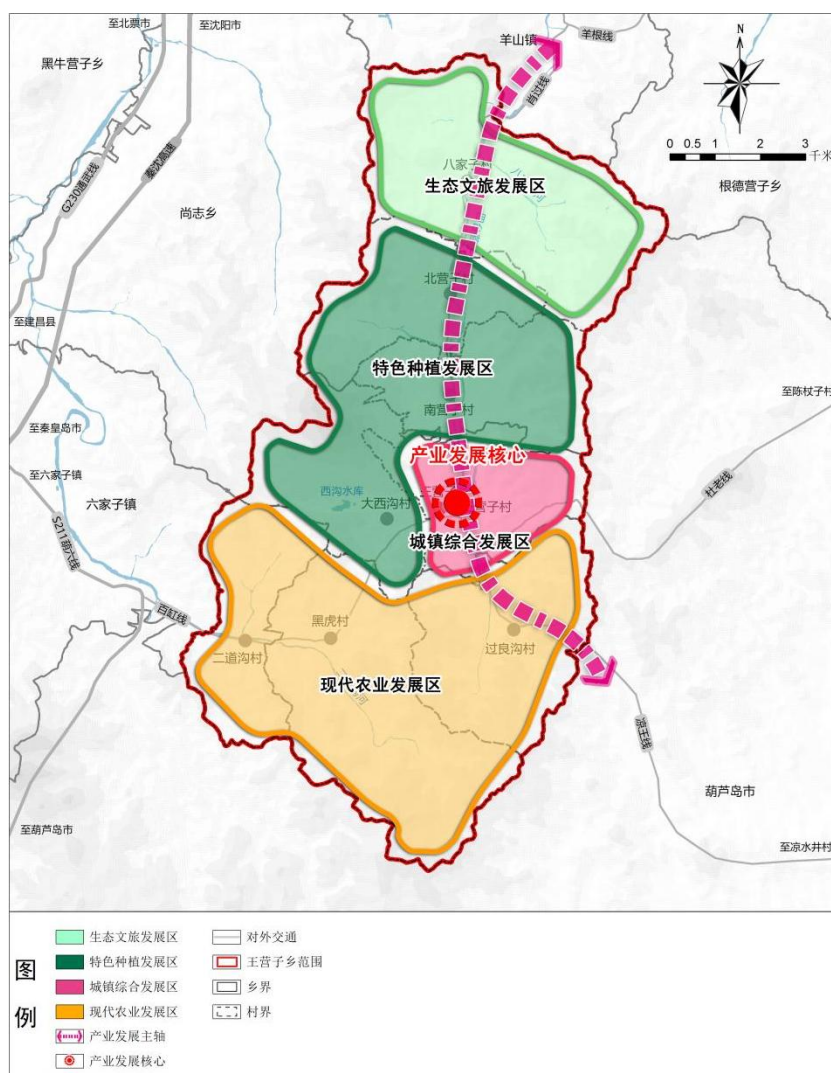 至北票市
至沈阳市
羊山镇
羊根线
黑牛营子乡
肖过线
N
0 0.5 1 2 3
千米
八家子村
生态文旅发展区
G230通武线
秦沈高速
尚志乡
根德营子乡
北营子村
至建昌县
特色种植发展区
至陈杖子村
南营子村
至秦皇岛市
产业发展核心
至六家子镇
六家子镇
西沟水库
大西沟村
营子村
杜老线
城镇综合发展区
S211葫六线
百缸线
黑虎村
二道沟村
过良沟村
现代农业发展区
凉王线
葫芦岛市
至葫芦岛市
至凉水井村
图例
生态文旅发展区
对外交通
特色种植发展区
王营子乡范围
城镇综合发展区
乡界
现代农业发展区
村界
产业发展主轴
产业发展核心